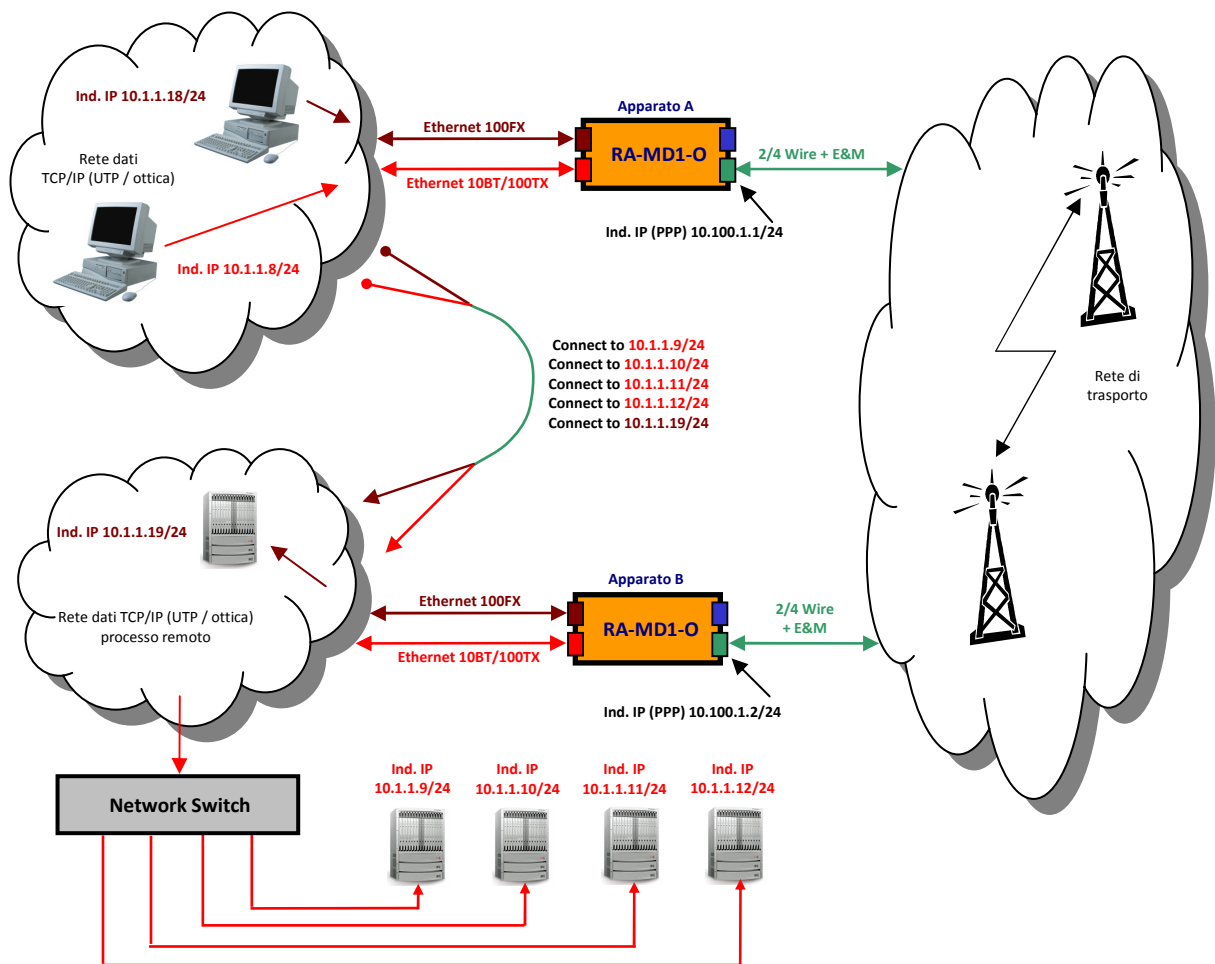 Ind. IP 10.1.1.18/24
Rete dati
TCP/IP (UTP / ottica)
Ind. IP 10.1.1.8/24
Ethernet 100FX
Ethernet 10BT/100TX
Apparato A
RA-MD1-O
2/4 Wire + E&M
Ind. IP (PPP) 10.100.1.1/24
Connect to 10.1.1.9/24
Connect to 10.1.1.10/24
Connect to 10.1.1.11/24
Connect to 10.1.1.12/24
Connect to 10.1.1.19/24
Rete di
trasporto
Ind. IP 10.1.1.19/24
Rete dati TCP/IP (UTP / ottica)
processo remoto
Ethernet 100FX
Ethernet 10BT/100TX
Apparato B
RA-MD1-O
2/4 Wire
+ E&M
Ind. IP (PPP) 10.100.1.2/24
Network Switch
Ind. IP
10.1.1.9/24
Ind. IP
10.1.1.10/24
Ind. IP
10.1.1.11/24
Ind. IP
10.1.1.12/24